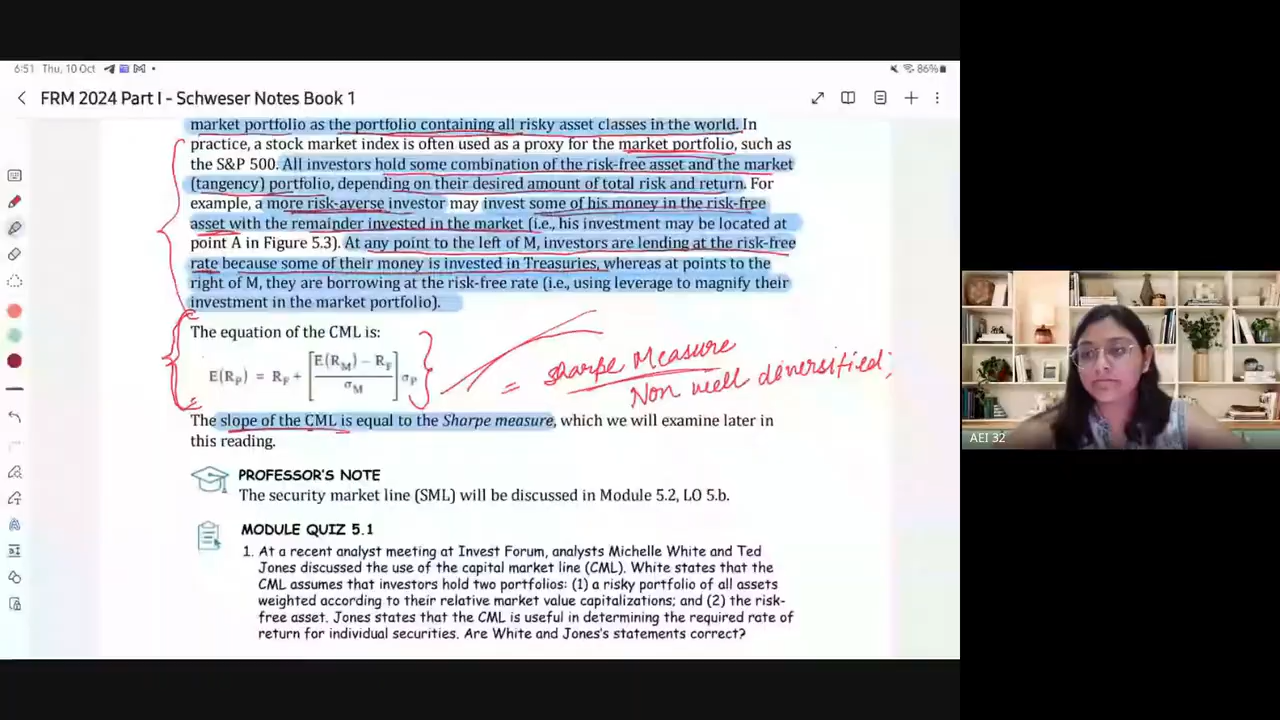 6:51 Thu, 10 Oct
86%
FRM 2024 Part I - Schweser Notes Book 1
market portfolio as the portfolio containing all risky asset classes in the world. In
practice, a stock market index is often used as a proxy for the market portfolio, such as
the S&P 500. All investors hold some combination of the risk-free asset and the market
(tangency) portfolio, depending on their desired amount of total risk and return. For
example, a more risk-averse investor may invest some of his money in the risk-free
asset with the remainder invested in the market (i.e., his investment may be located at
point A in Figure 5.3). At any point to the left of M, investors are lending at the risk-free
rate because some of their money is invested in Treasuries, whereas at points to the
right of M, they are borrowing at the risk-free rate (i.e., using leverage to magnify their
investment in the market portfolio).
The equation of the CML is:
E(R_P) = R_F + [E(R_M) − R_F / σ_M] σ_P
= Sharpe Measure
Non well diversified;
The slope of the CML is equal to the Sharpe measure, which we will examine later in
this reading.
PROFESSOR'S NOTE
The security market line (SML) will be discussed in Module 5.2, LO 5.b.
MODULE QUIZ 5.1
1. At a recent analyst meeting at Invest Forum, analysts Michelle White and Ted
Jones discussed the use of the capital market line (CML). White states that the
CML assumes that investors hold two portfolios: (1) a risky portfolio of all assets
weighted according to their relative market value capitalizations; and (2) the risk-
free asset. Jones states that the CML is useful in determining the required rate of
return for individual securities. Are White and Jones's statements correct?
AEI 32